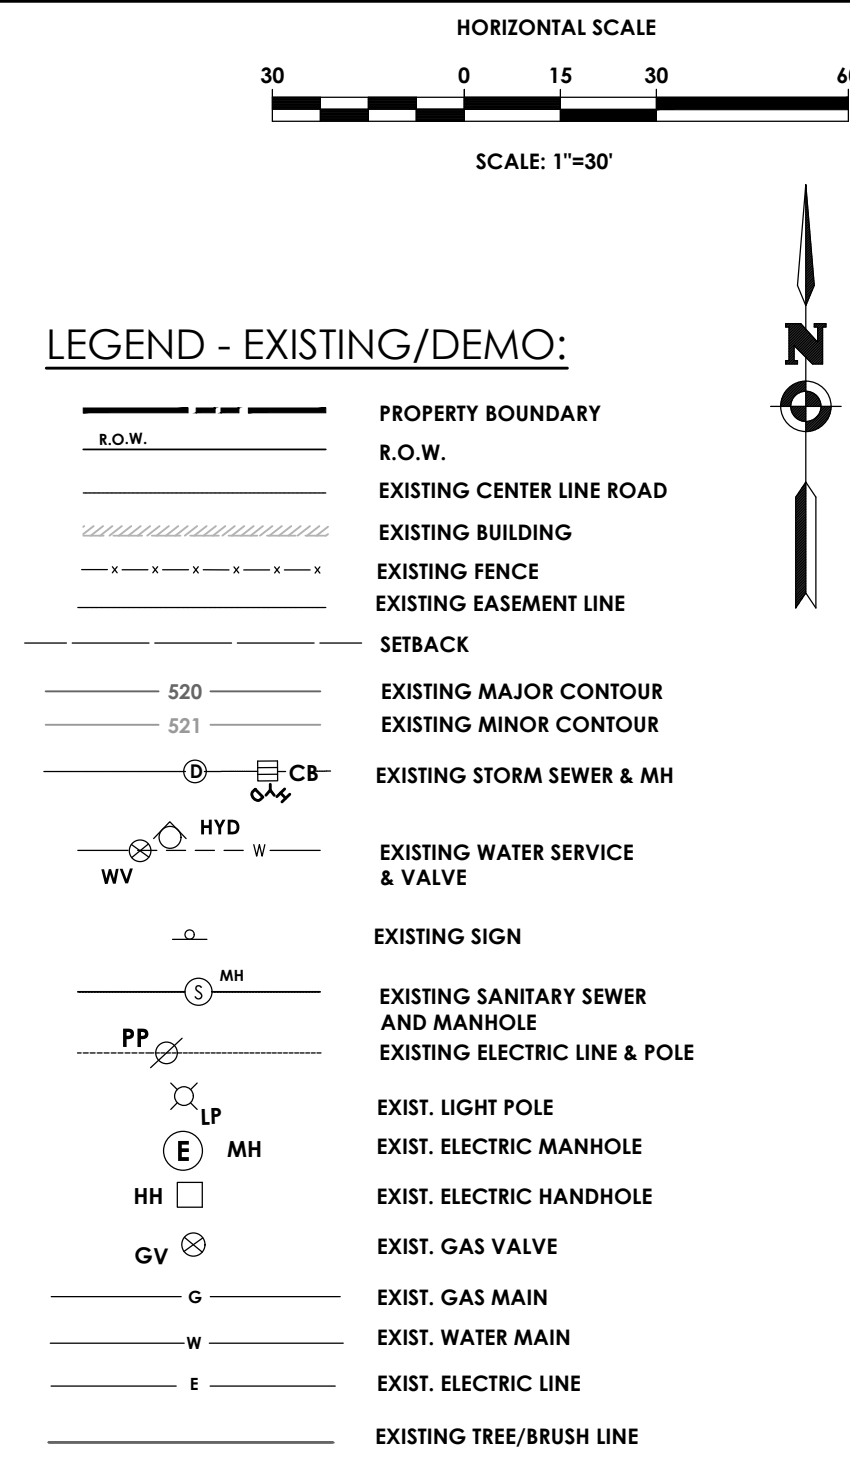 HORIZONTAL SCALE
30 0 15 30 60
SCALE: 1"=30'
N
LEGEND - EXISTING/DEMO:
PROPERTY BOUNDARY
R.O.W. R.O.W.
EXISTING CENTER LINE ROAD
EXISTING BUILDING
x x x x x x EXISTING FENCE
EXISTING EASEMENT LINE
SETBACK
520 EXISTING MAJOR CONTOUR
521 EXISTING MINOR CONTOUR
D CB EXISTING STORM SEWER & MH
HYD
HYD
W EXISTING WATER SERVICE
WV & VALVE
EXISTING SIGN
MH
S EXISTING SANITARY SEWER
AND MANHOLE
PP EXISTING ELECTRIC LINE & POLE
LP EXIST. LIGHT POLE
E MH EXIST. ELECTRIC MANHOLE
HH EXIST. ELECTRIC HANDHOLE
GV EXIST. GAS VALVE
G EXIST. GAS MAIN
W EXIST. WATER MAIN
E EXIST. ELECTRIC LINE
EXISTING TREE/BRUSH LINE